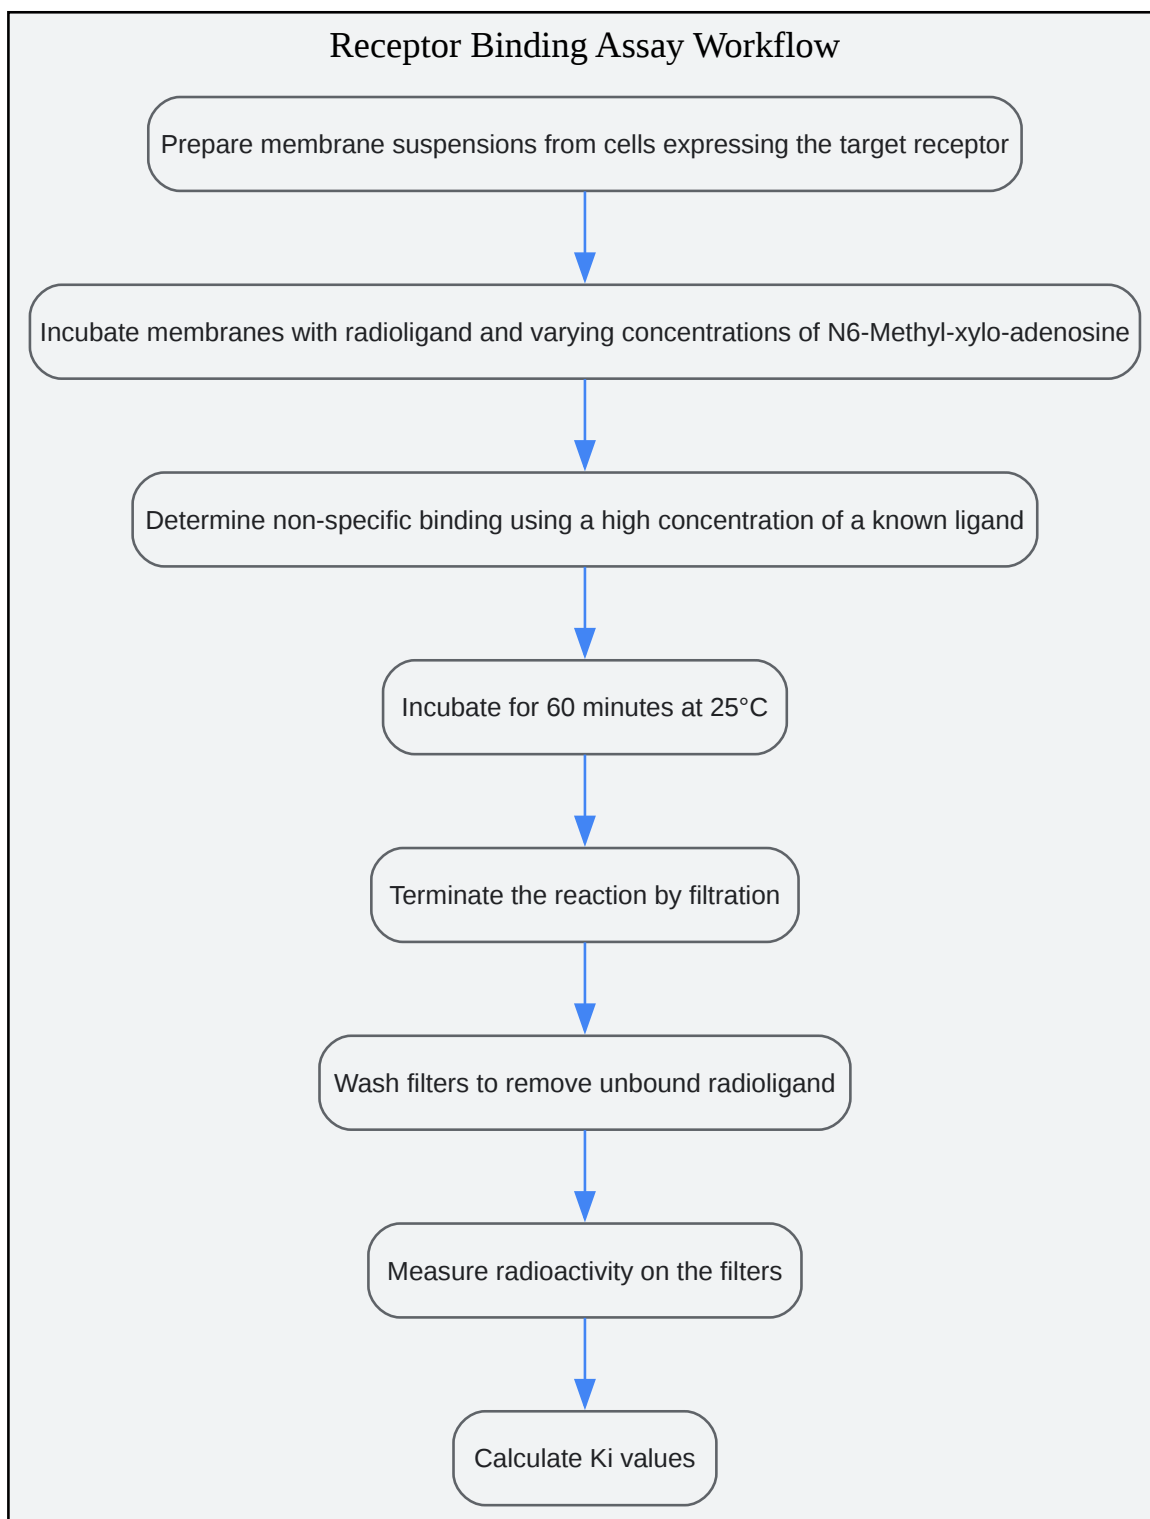 Receptor Binding Assay Workflow
Prepare membrane suspensions from cells expressing the target receptor
Incubate membranes with radioligand and varying concentrations of N6-Methyl-xylo-adenosine
Determine non-specific binding using a high concentration of a known ligand
Incubate for 60 minutes at 25°C
Terminate the reaction by filtration
Wash filters to remove unbound radioligand
Measure radioactivity on the filters
Calculate Ki values